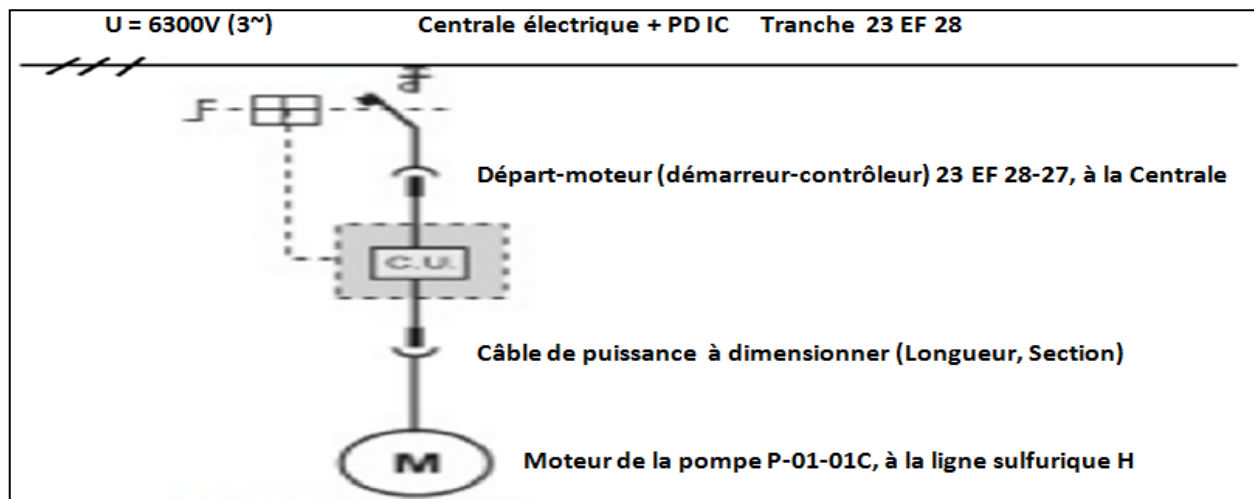 U = 6300V (3~) Centrale électrique + PD IC Tranche 23 EF 28
Départ-moteur (démarreur-contrôleur) 23 EF 28-27, à la Centrale
C.U.
Câble de puissance à dimensionner (Longueur, Section)
M
Moteur de la pompe P-01-01C, à la ligne sulfurique H